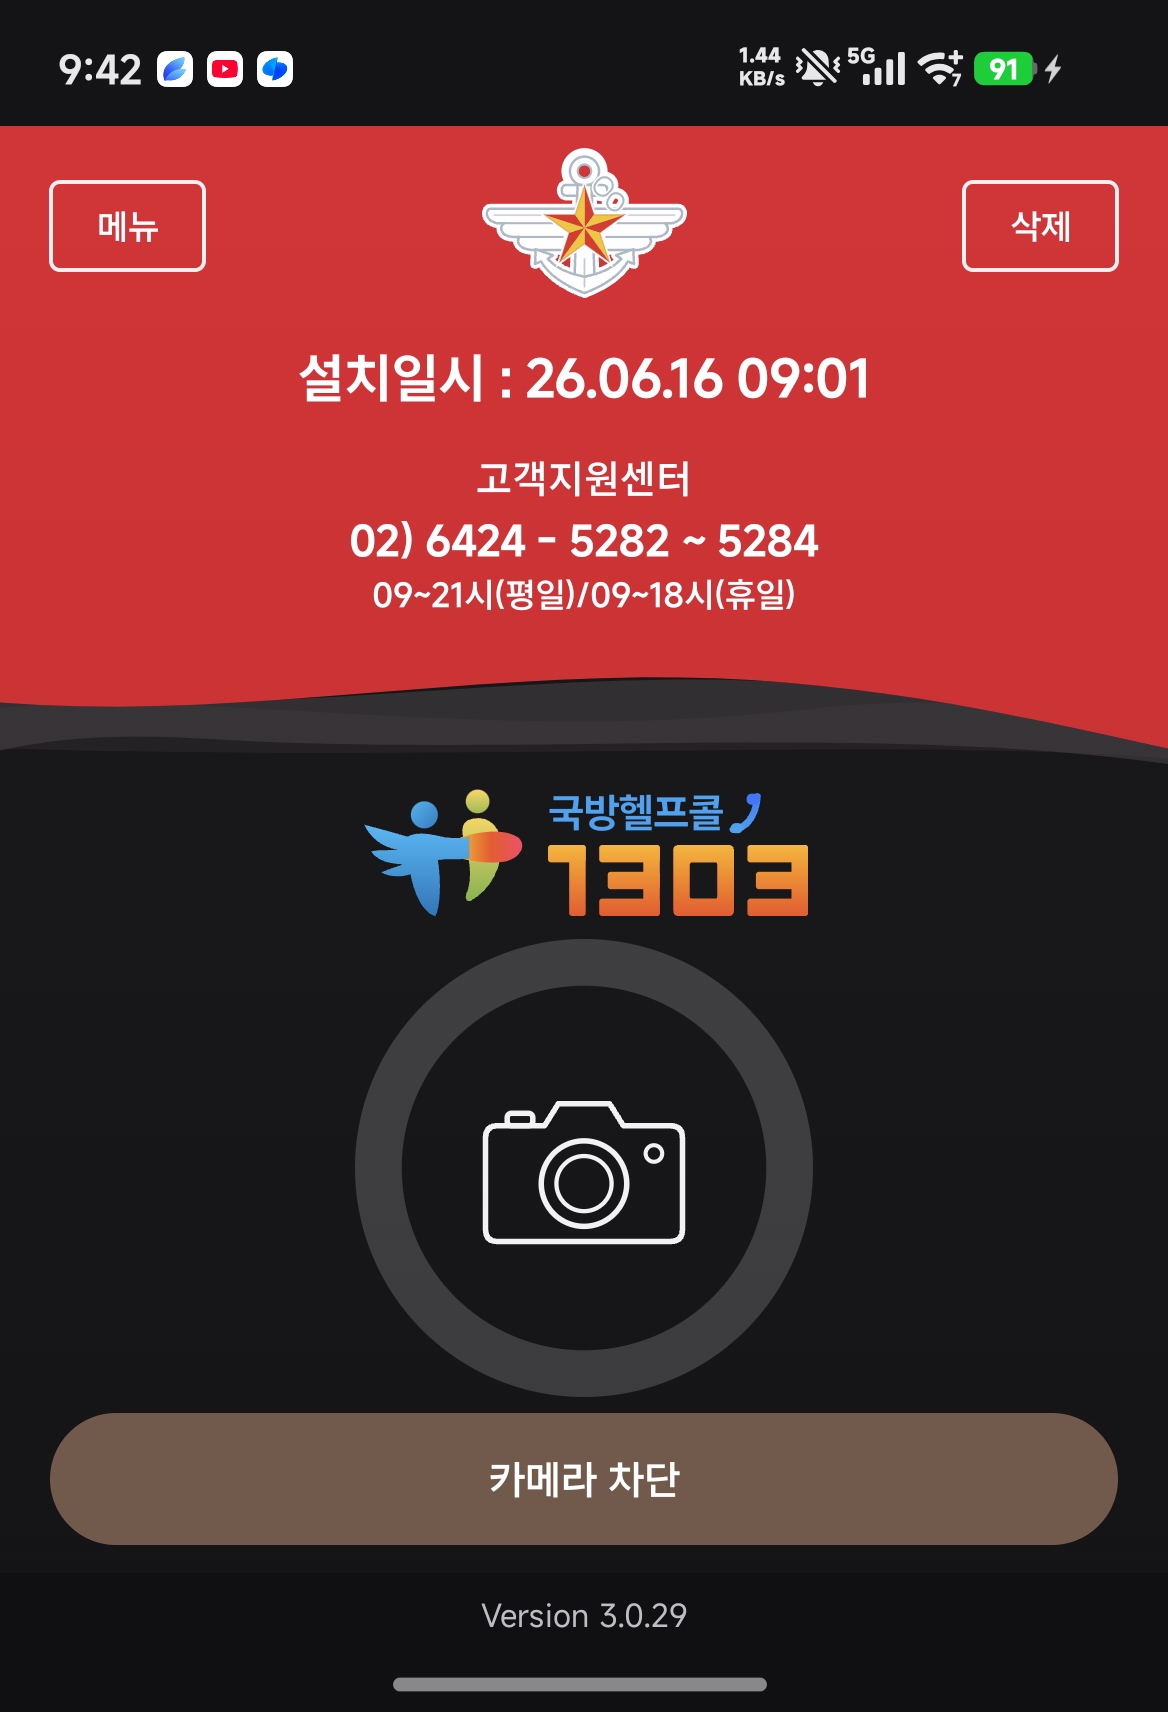 9:42
1.44
KB/s
5G
7
91
메뉴
삭제
설치일시 : 26.06.16 09:01
고객지원센터
02) 6424 - 5282 ~ 5284
09~21시(평일)/09~18시(휴일)
국방헬프콜
1303
카메라 차단
Version 3.0.29